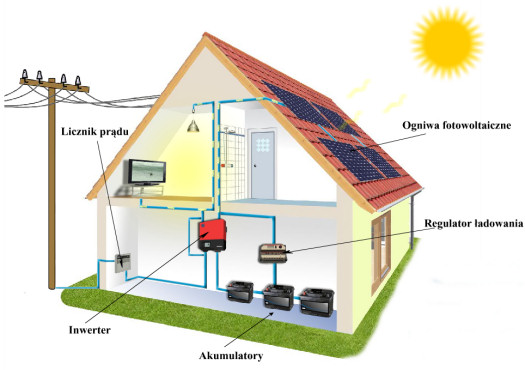 Licznik prądu
Ogniwa fotowoltaiczne
Regulator ładowania
Inwerter
Akumulatory